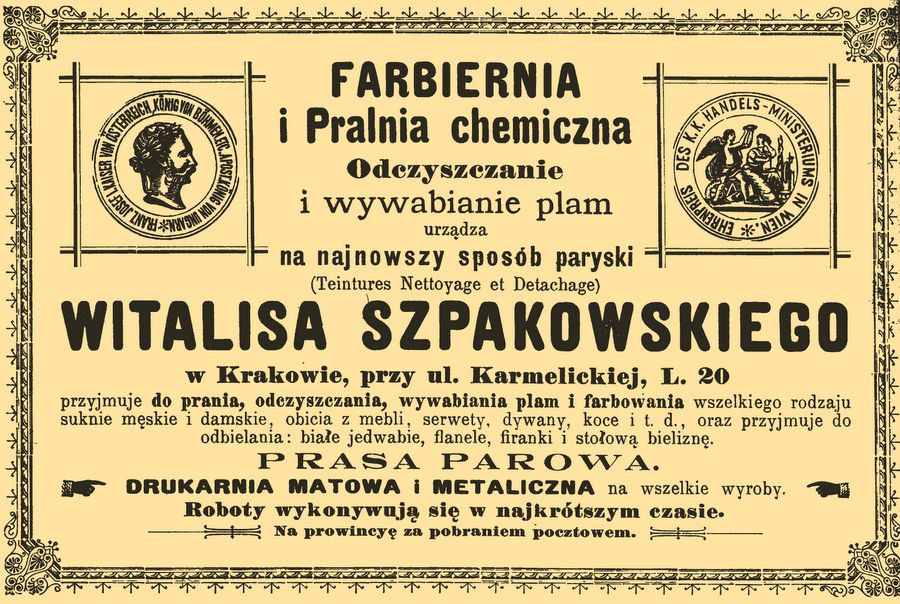 FARBIERNIA
i Pralnia chemiczna
Odczyszczanie
i wywabianie plam
urządza
na najnowszy sposób paryski
(Teintures Nettoyage et Detachage)
WITALISA SZPAKOWSKIEGO
w Krakowie, przy ul. Karmelickiej, L. 20
przyjmuje do prania, odczyszczania, wywabiania plam i farbowania wszelkiego rodzaju
suknie męskie i damskie, obicia z mebli, serwety, dywany, koce i t. d., oraz przyjmuje do
odbielania: białe jedwabie, flanele, firanki i stołową bieliznę.
PRASA PAROWA.
DRUKARNIA MATOWA i METALICZNA na wszelkie wyroby.
Roboty wykonywują się w najkrótszym czasie.
Na prowincyę za pobraniem pocztowem.
FRANZ JOSEF I. KAISER VON ÖSTERREICH, KÖNIG VON BÖHMEN ETC. APOST. KÖNIG VON UNGARN
EHRENPREIS DES K. K. HANDELS-MINISTERIUMS IN WIEN.